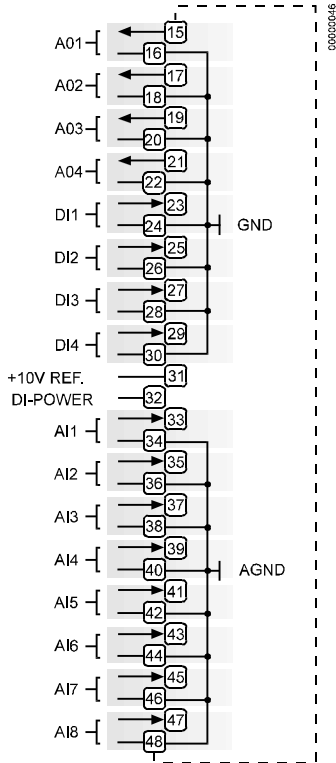 00000046
15
A01
16
17
A02
18
19
A03
20
21
A04
22
23
DI1
24
GND
25
DI2
26
27
DI3
28
29
DI4
30
+10V REF.
31
DI-POWER
32
33
AI1
34
35
AI2
36
37
AI3
38
39
AI4
40
AGND
41
AI5
42
43
AI6
44
45
AI7
46
47
AI8
48